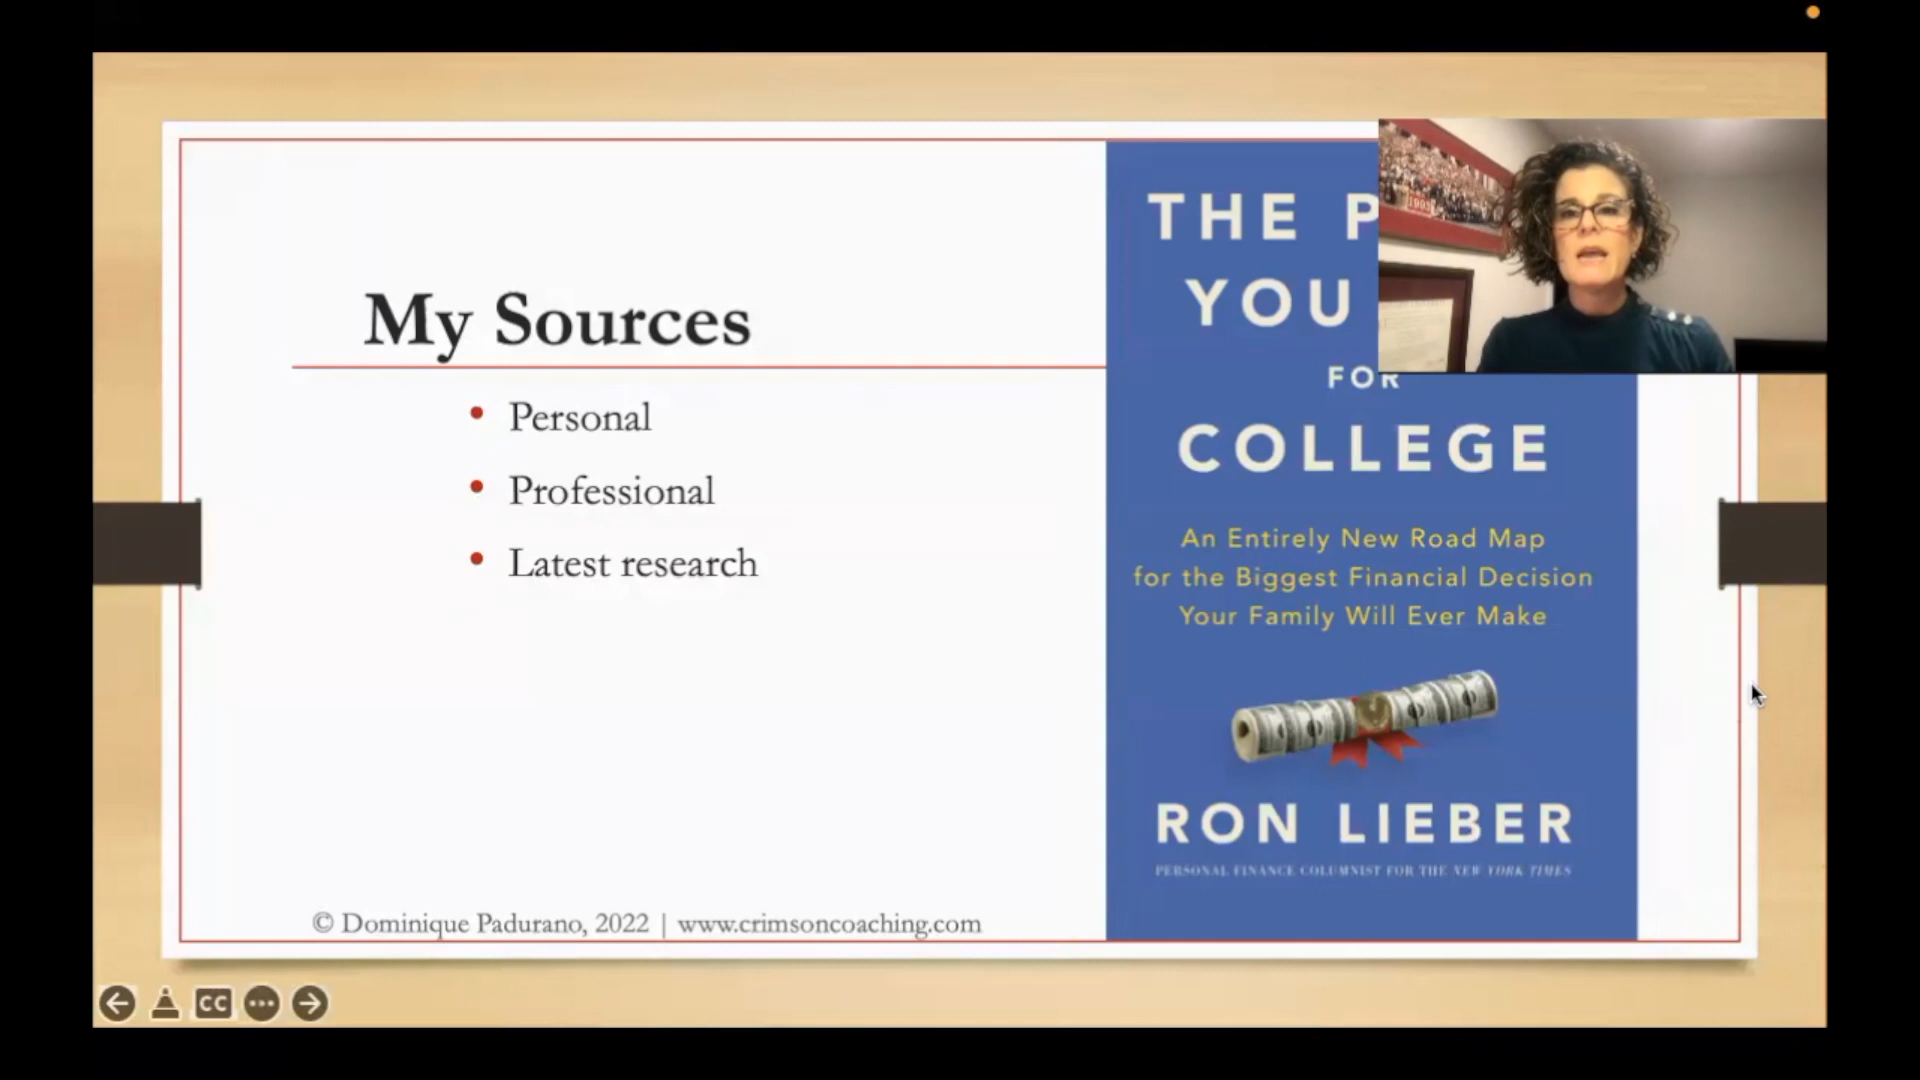 My Sources
Personal
Professional
Latest research
© Dominique Padurano, 2022 | www.crimsoncoaching.com
THE P
YOU
FOR
COLLEGE
An Entirely New Road Map
for the Biggest Financial Decision
Your Family Will Ever Make
RON LIEBER
PERSONAL FINANCE COLUMNIST FOR THE NEW YORK TIMES
1993
CC